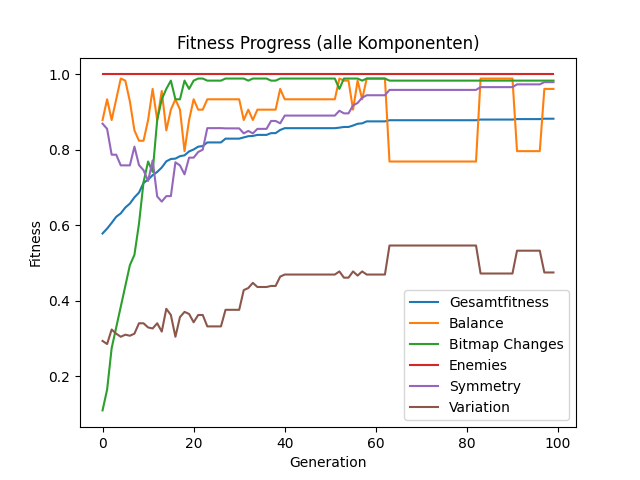 Fitness Progress (alle Komponenten)
1.0
0.8
0.6
0.4
0.2
Fitness
0 20 40 60 80 100
Generation
Gesamtfitness
Balance
Bitmap Changes
Enemies
Symmetry
Variation